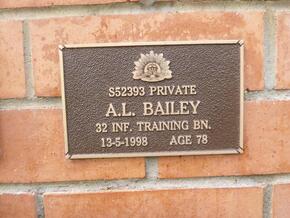 S52393 PRIVATE
A.L. BAILEY
32 INF. TRAINING BN.
13-5-1998 AGE 78